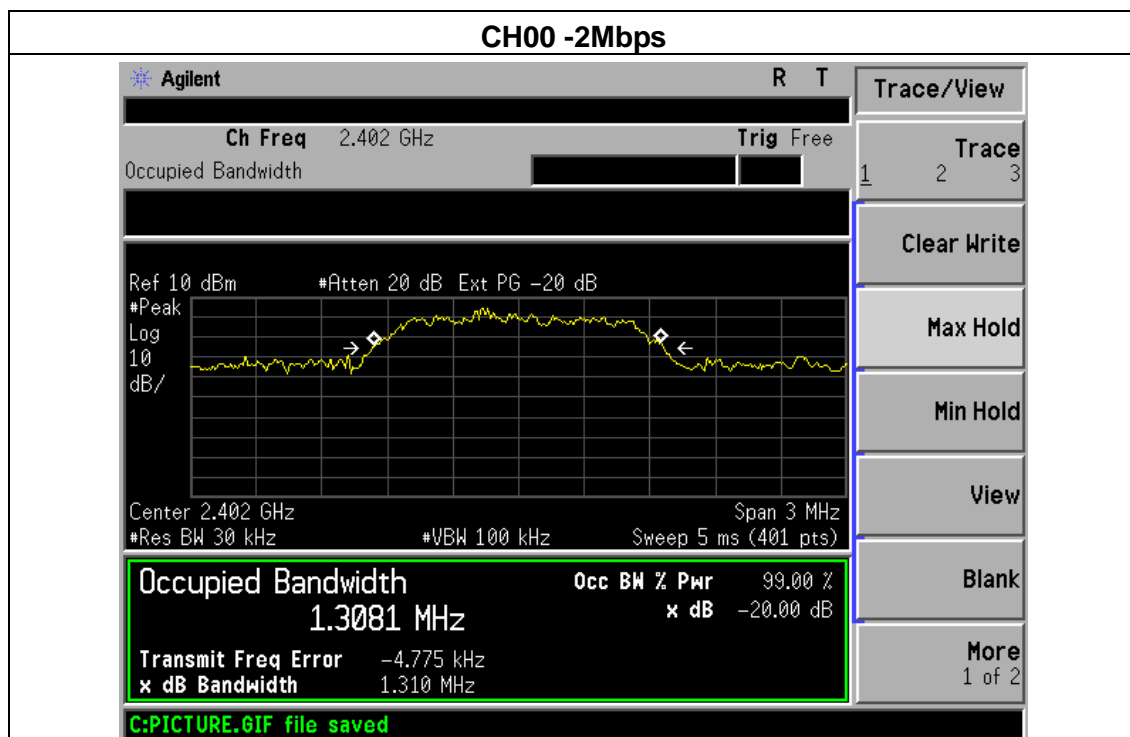 CH00 -2Mbps
Agilent R T
Trace/View
Ch Freq 2.402 GHz Trig Free
Occupied Bandwidth
Trace
1 2 3
Clear Write
Ref 10 dBm #Atten 20 dB Ext PG -20 dB
#Peak
Log
10
dB/
Max Hold
Min Hold
View
Center 2.402 GHz Span 3 MHz
#Res BW 30 kHz #VBW 100 kHz Sweep 5 ms (401 pts)
Occupied Bandwidth Occ BW % Pwr 99.00 %
1.3081 MHz x dB -20.00 dB
Blank
Transmit Freq Error -4.775 kHz
x dB Bandwidth 1.310 MHz
More
1 of 2
C:PICTURE.GIF file saved